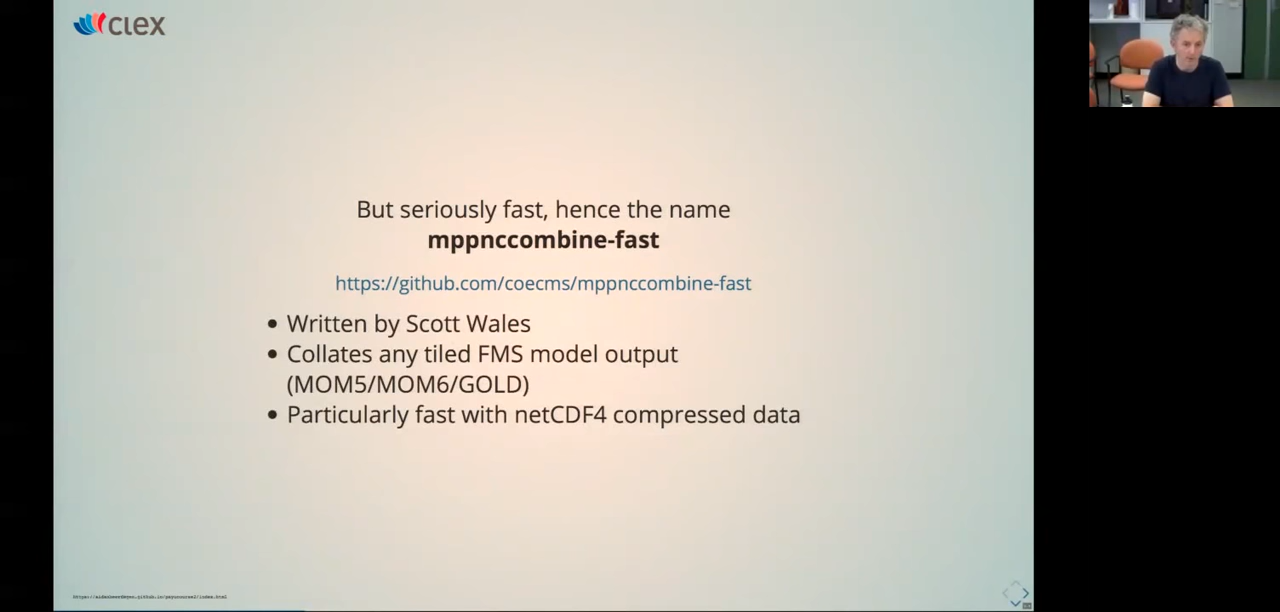 CLEX
But seriously fast, hence the name
mppnccombine-fast
https://github.com/coecms/mppnccombine-fast
• Written by Scott Wales
• Collates any tiled FMS model output
(MOM5/MOM6/GOLD)
• Particularly fast with netCDF4 compressed data